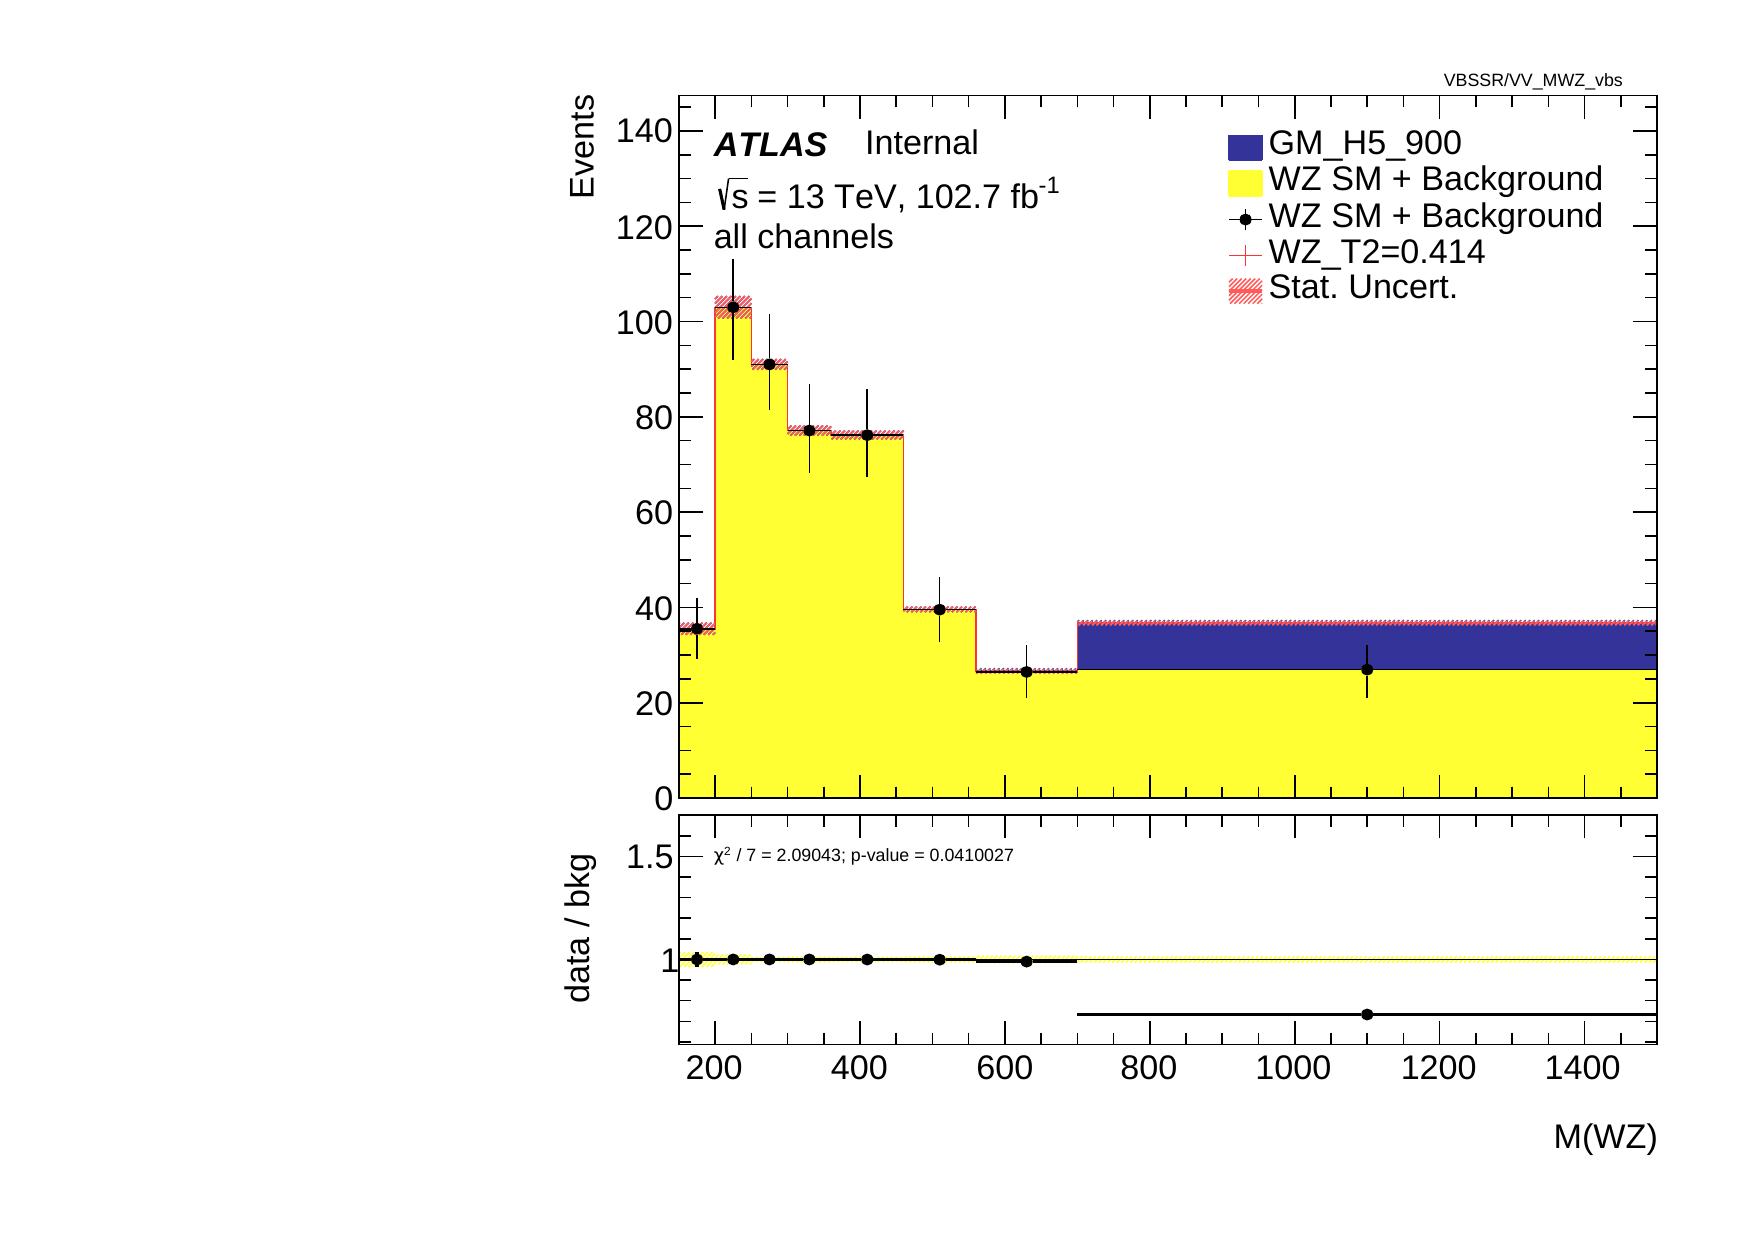 VBSSR/VV_MWZ_vbs
Events
140
120
100
80
60
40
20
0
ATLAS Internal
√s = 13 TeV, 102.7 fb-1
all channels
GM_H5_900
WZ SM + Background
WZ SM + Background
WZ_T2=0.414
Stat. Uncert.
data / bkg
1.5
1
χ2 / 7 = 2.09043; p-value = 0.0410027
200 400 600 800 1000 1200 1400
M(WZ)